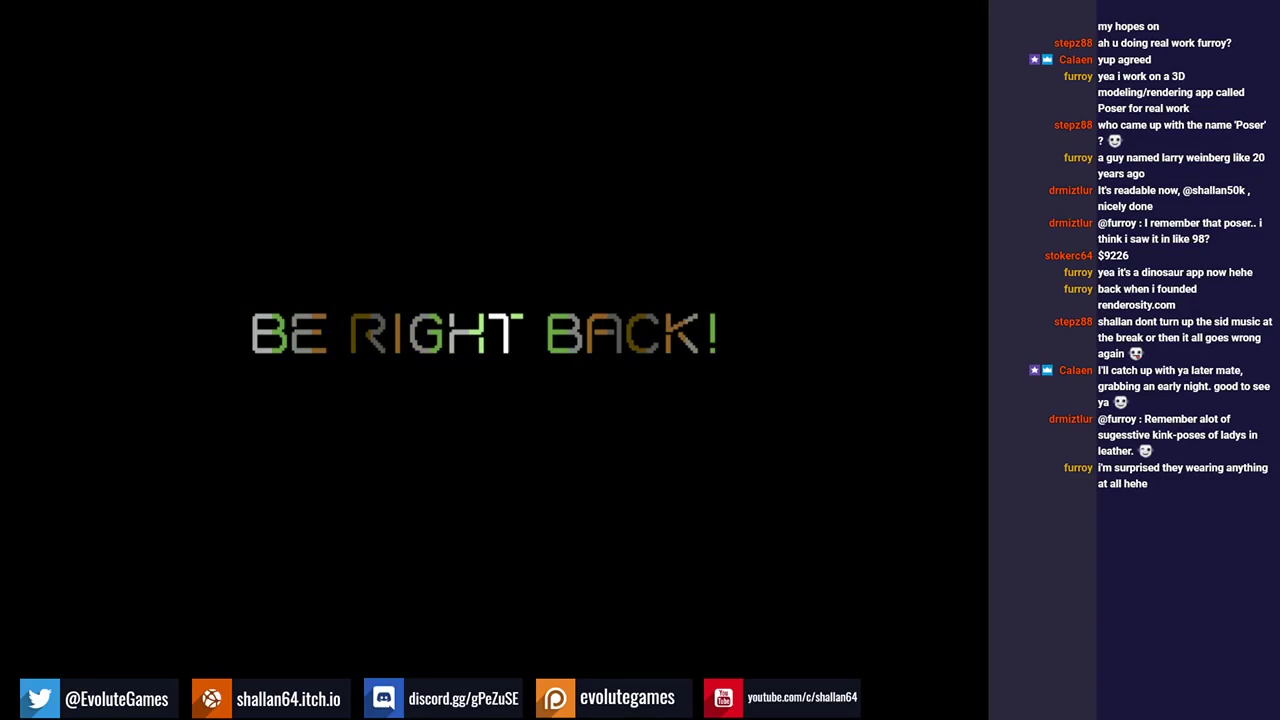 BE RIGHT BACK!
my hopes on
stepz88 ah u doing real work furroy?
Calaen yup agreed
furroy yea i work on a 3D
modeling/rendering app called
Poser for real work
stepz88 who came up with the name 'Poser'
?
furroy a guy named larry weinberg like 20
years ago
drmiztlur It's readable now, @shallan50k ,
nicely done
drmiztlur @furroy : I remember that poser.. i
think i saw it in like 98?
stokerc64 $9226
furroy yea it's a dinosaur app now hehe
furroy back when i founded
renderosity.com
stepz88 shallan dont turn up the sid music at
the break or then it all goes wrong
again
Calaen I'll catch up with ya later mate,
grabbing an early night. good to see
ya
drmiztlur @furroy : Remember alot of
sugesstive kink-poses of ladys in
leather.
furroy i'm surprised they wearing anything
at all hehe
@EvoluteGames
shallan64.itch.io
discord.gg/gPeZuSE
evolutegames
You Tube youtube.com/c/shallan64